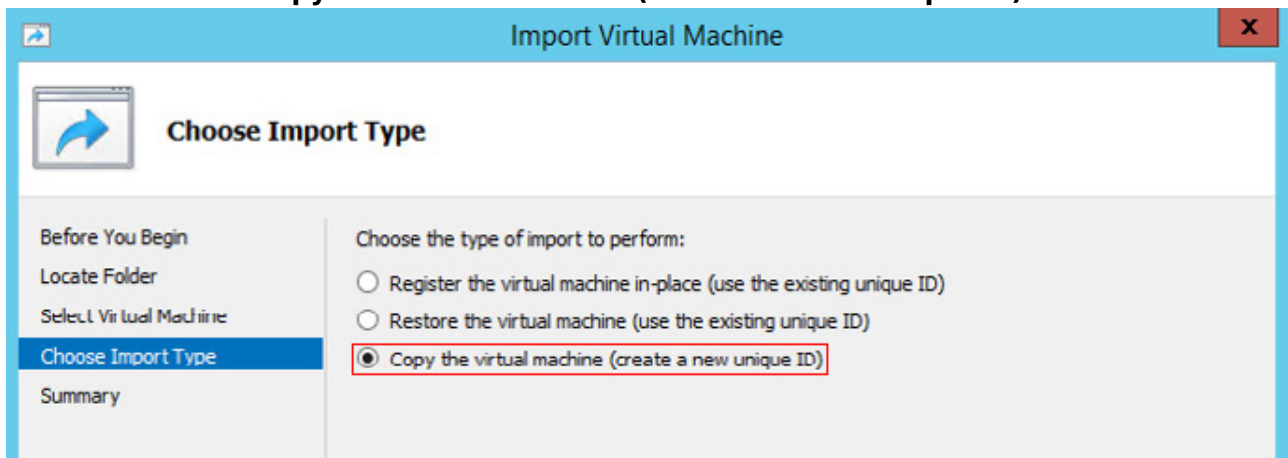 Import Virtual Machine
X
Choose Import Type
Before You Begin
Choose the type of import to perform:
Locate Folder
Register the virtual machine in-place (use the existing unique ID)
Select Virtual Machine
Restore the virtual machine (use the existing unique ID)
Choose Import Type
Copy the virtual machine (create a new unique ID)
Summary